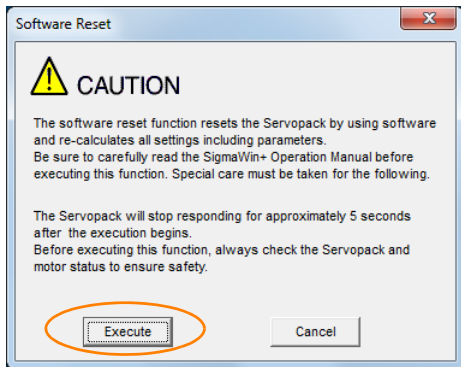 Software Reset
CAUTION
The software reset function resets the Servopack by using software
and re-calculates all settings including parameters.
Be sure to carefully read the SigmaWin+ Operation Manual before
executing this function. Special care must be taken for the following.
The Servopack will stop responding for approximately 5 seconds
after the execution begins.
Before executing this function, always check the Servopack and
motor status to ensure safety.
Execute
Cancel